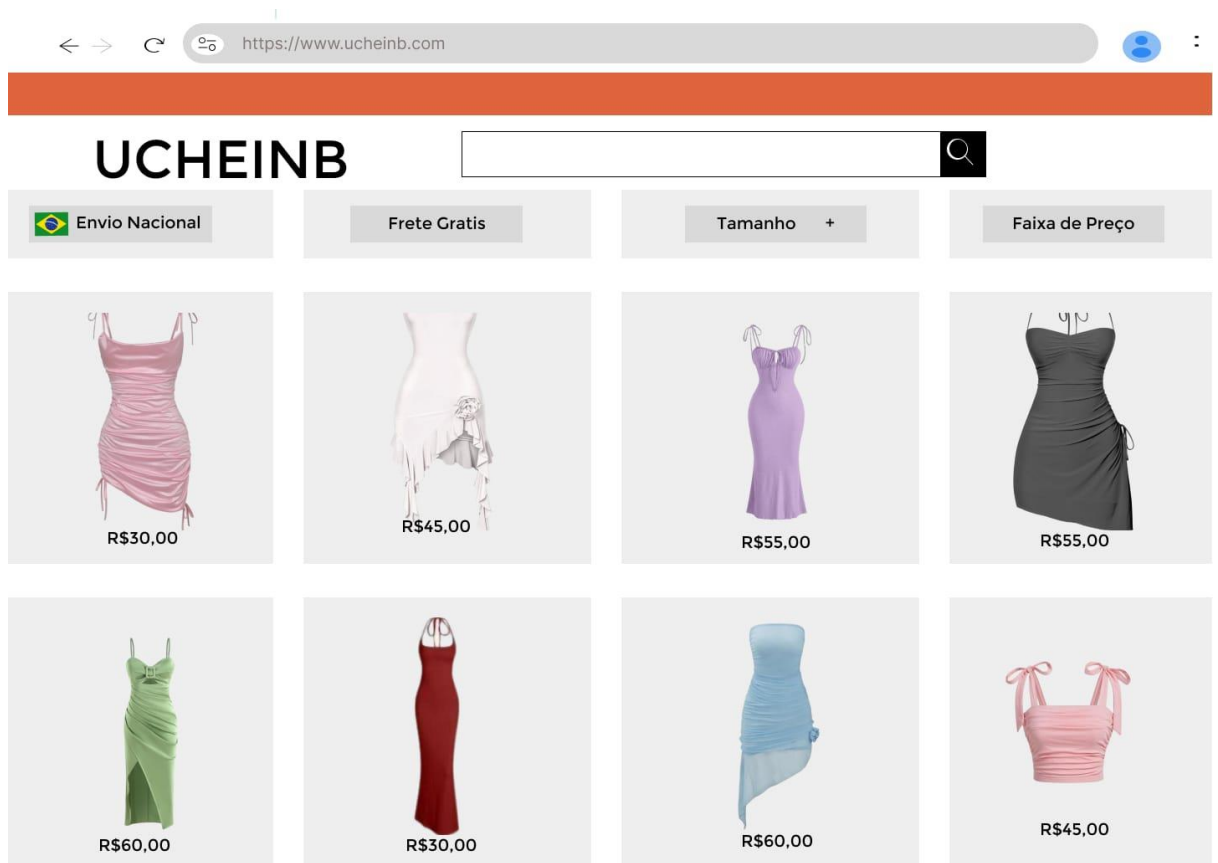 https://www.ucheinb.com
UCHEINB
Envio Nacional
Frete Gratis
Tamanho +
Faixa de Preço
R$30,00
R$45,00
R$55,00
R$55,00
R$60,00
R$30,00
R$60,00
R$45,00